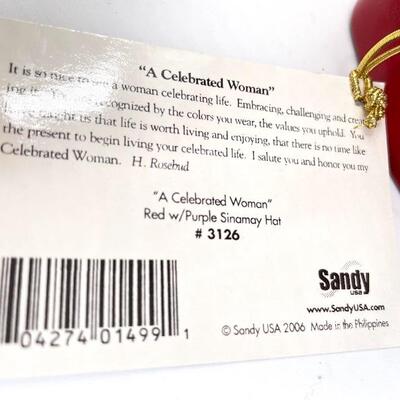 "A Celebrated Woman"
It is so nice to a woman celebrating life. Embracing, challenging and
recognized by the colors you wear, the values you uphold. You
us that life is worth living and enjoying, that there is no time like
the present to begin living your celebrated life. I salute you and honor you my
Celebrated Woman. H. Rosebud
"A Celebrated Woman"
Red w/Purple Sinamay Hat
# 3126
Sandy
USA
www.SandyUSA.com
© Sandy USA 2006 Made in the Philippines
0 42740 1499 1